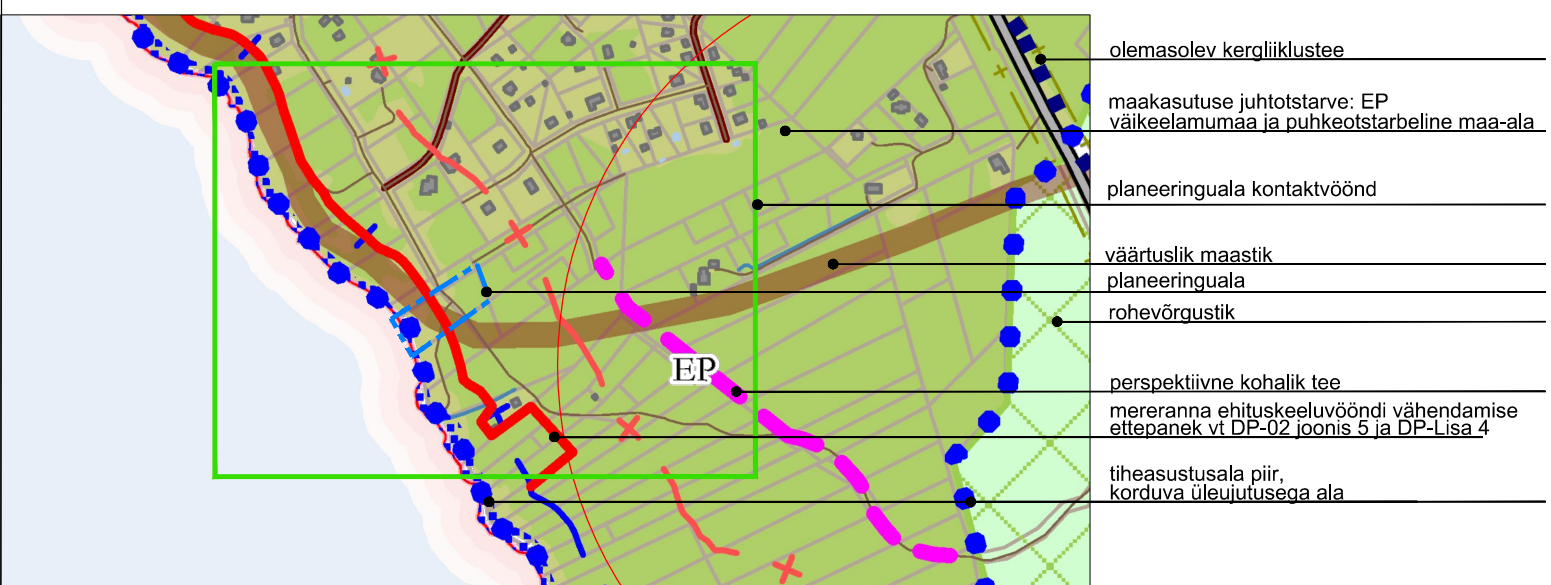 olemasolev kergliiklustee
maakasutuse juhtotstarve: EP
väikeelamumaa ja puhkeotstarbeline maa-ala
planeeringuala kontaktvöönd
väärtuslik maastik
planeeringuala
rohevõrgustik
EP
perspektiivne kohalik tee
mereranna ehituskeeluvööndi vähendamise
ettepanek vt DP-02 joonis 5 ja DP-Lisa 4
tiheasustusala piir,
korduva üleujutusega ala